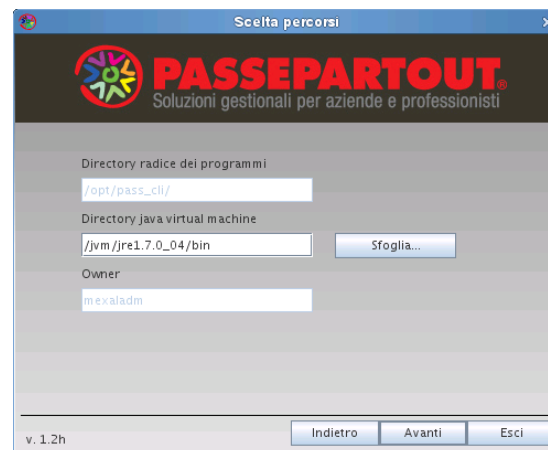 Scelta percorsi
PASSEPARTOUT®
Soluzioni gestionali per aziende e professionisti
Directory radice dei programmi
/opt/pass_cli/
Directory java virtual machine
/jvm/jre1.7.0_04/bin
Sfoglia...
Owner
mexaladm
v. 1.2h
Indietro
Avanti
Esci